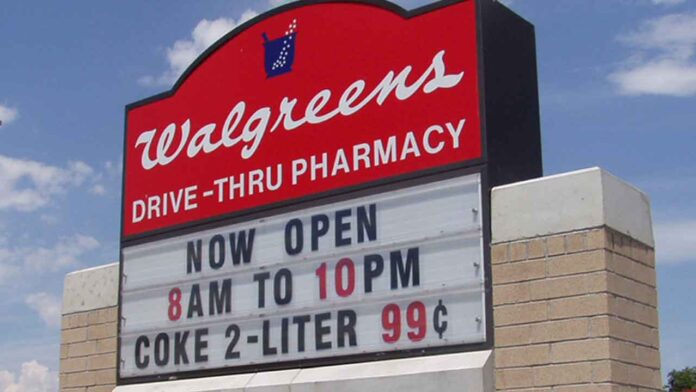 Walgreens
DRIVE-THRU PHARMACY
NOW OPEN
8AM TO 10PM
COKE 2-LITER 99¢